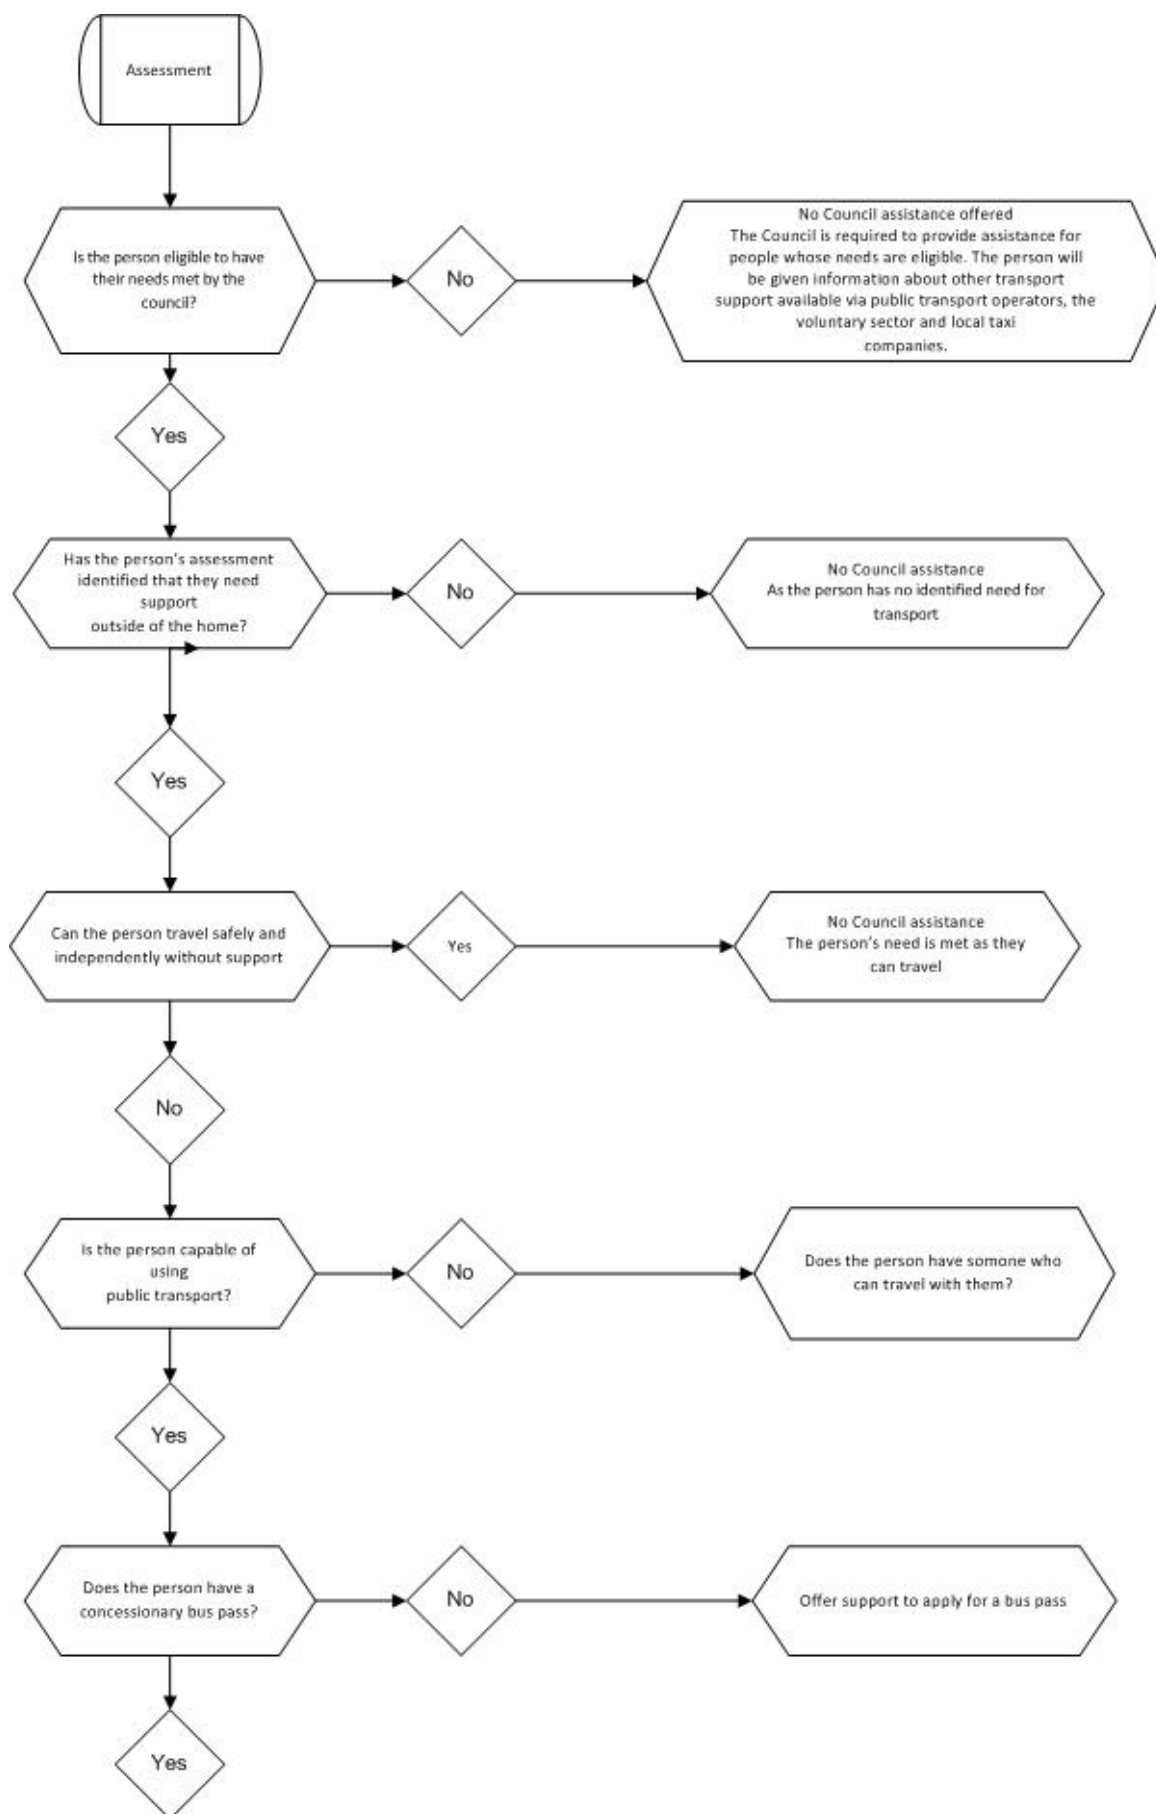 Assessment
Is the person eligible to have
their needs met by the
council?
No
No Council assistance offered
The Council is required to provide assistance for
people whose needs are eligible. The person will
be given information about other transport
support available via public transport operators, the
voluntary sector and local taxi
companies.
Yes
Has the person's assessment
identified that they need
support
outside of the home?
No
No Council assistance
As the person has no identified need for
transport
Yes
Can the person travel safely and
independently without support
Yes
No Council assistance
The person's need is met as they
can travel
No
Is the person capable of
using
public transport?
No
Does the person have somone who
can travel with them?
Yes
Does the person have a
concessionary bus pass?
No
Offer support to apply for a bus pass
Yes